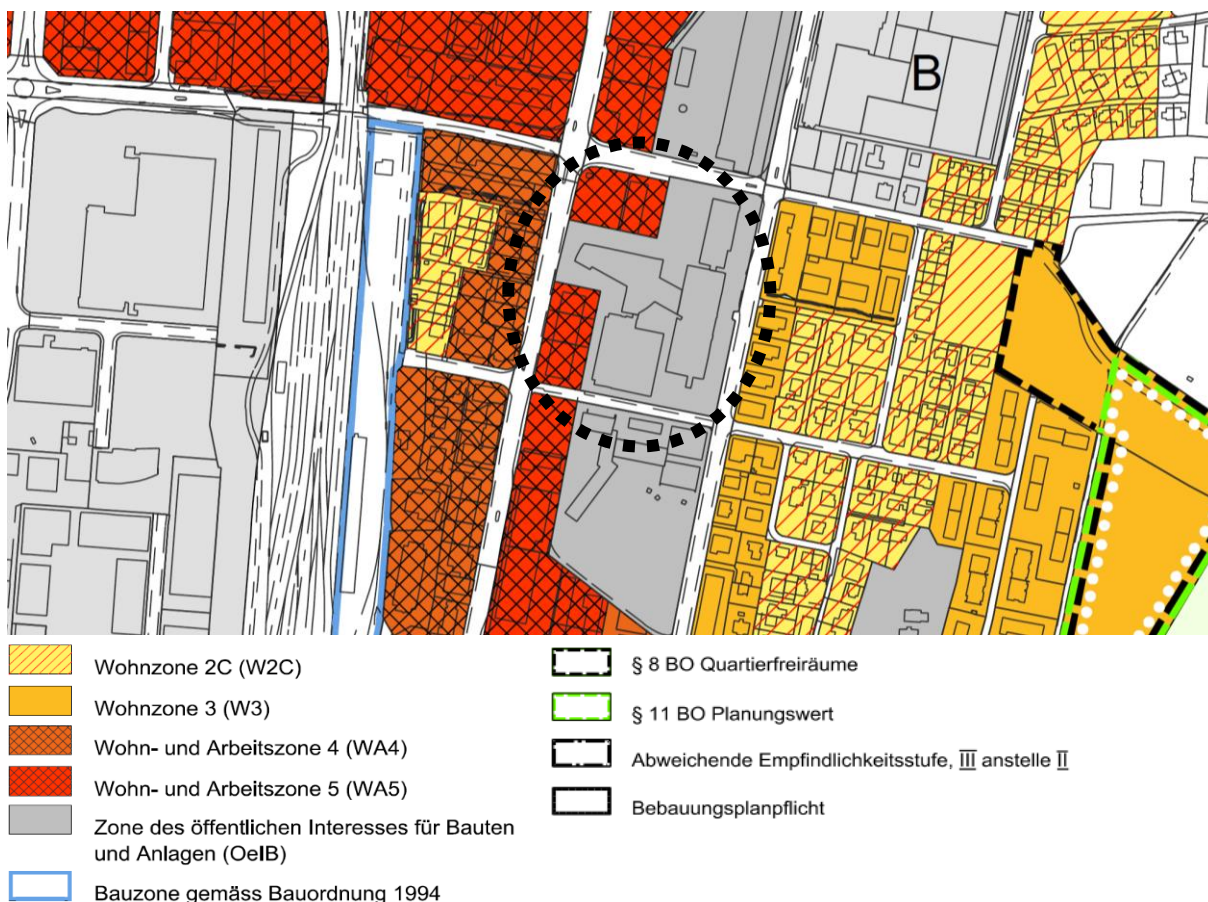 B
Wohnzone 2C (W2C)
Wohnzone 3 (W3)
Wohn- und Arbeitszone 4 (WA4)
Wohn- und Arbeitszone 5 (WA5)
Zone des öffentlichen Interesses für Bauten
und Anlagen (OeIB)
Bauzone gemäss Bauordnung 1994
§ 8 BO Quartierfreiräume
§ 11 BO Planungswert
Abweichende Empfindlichkeitsstufe, III anstelle II
Bebauungsplanpflicht